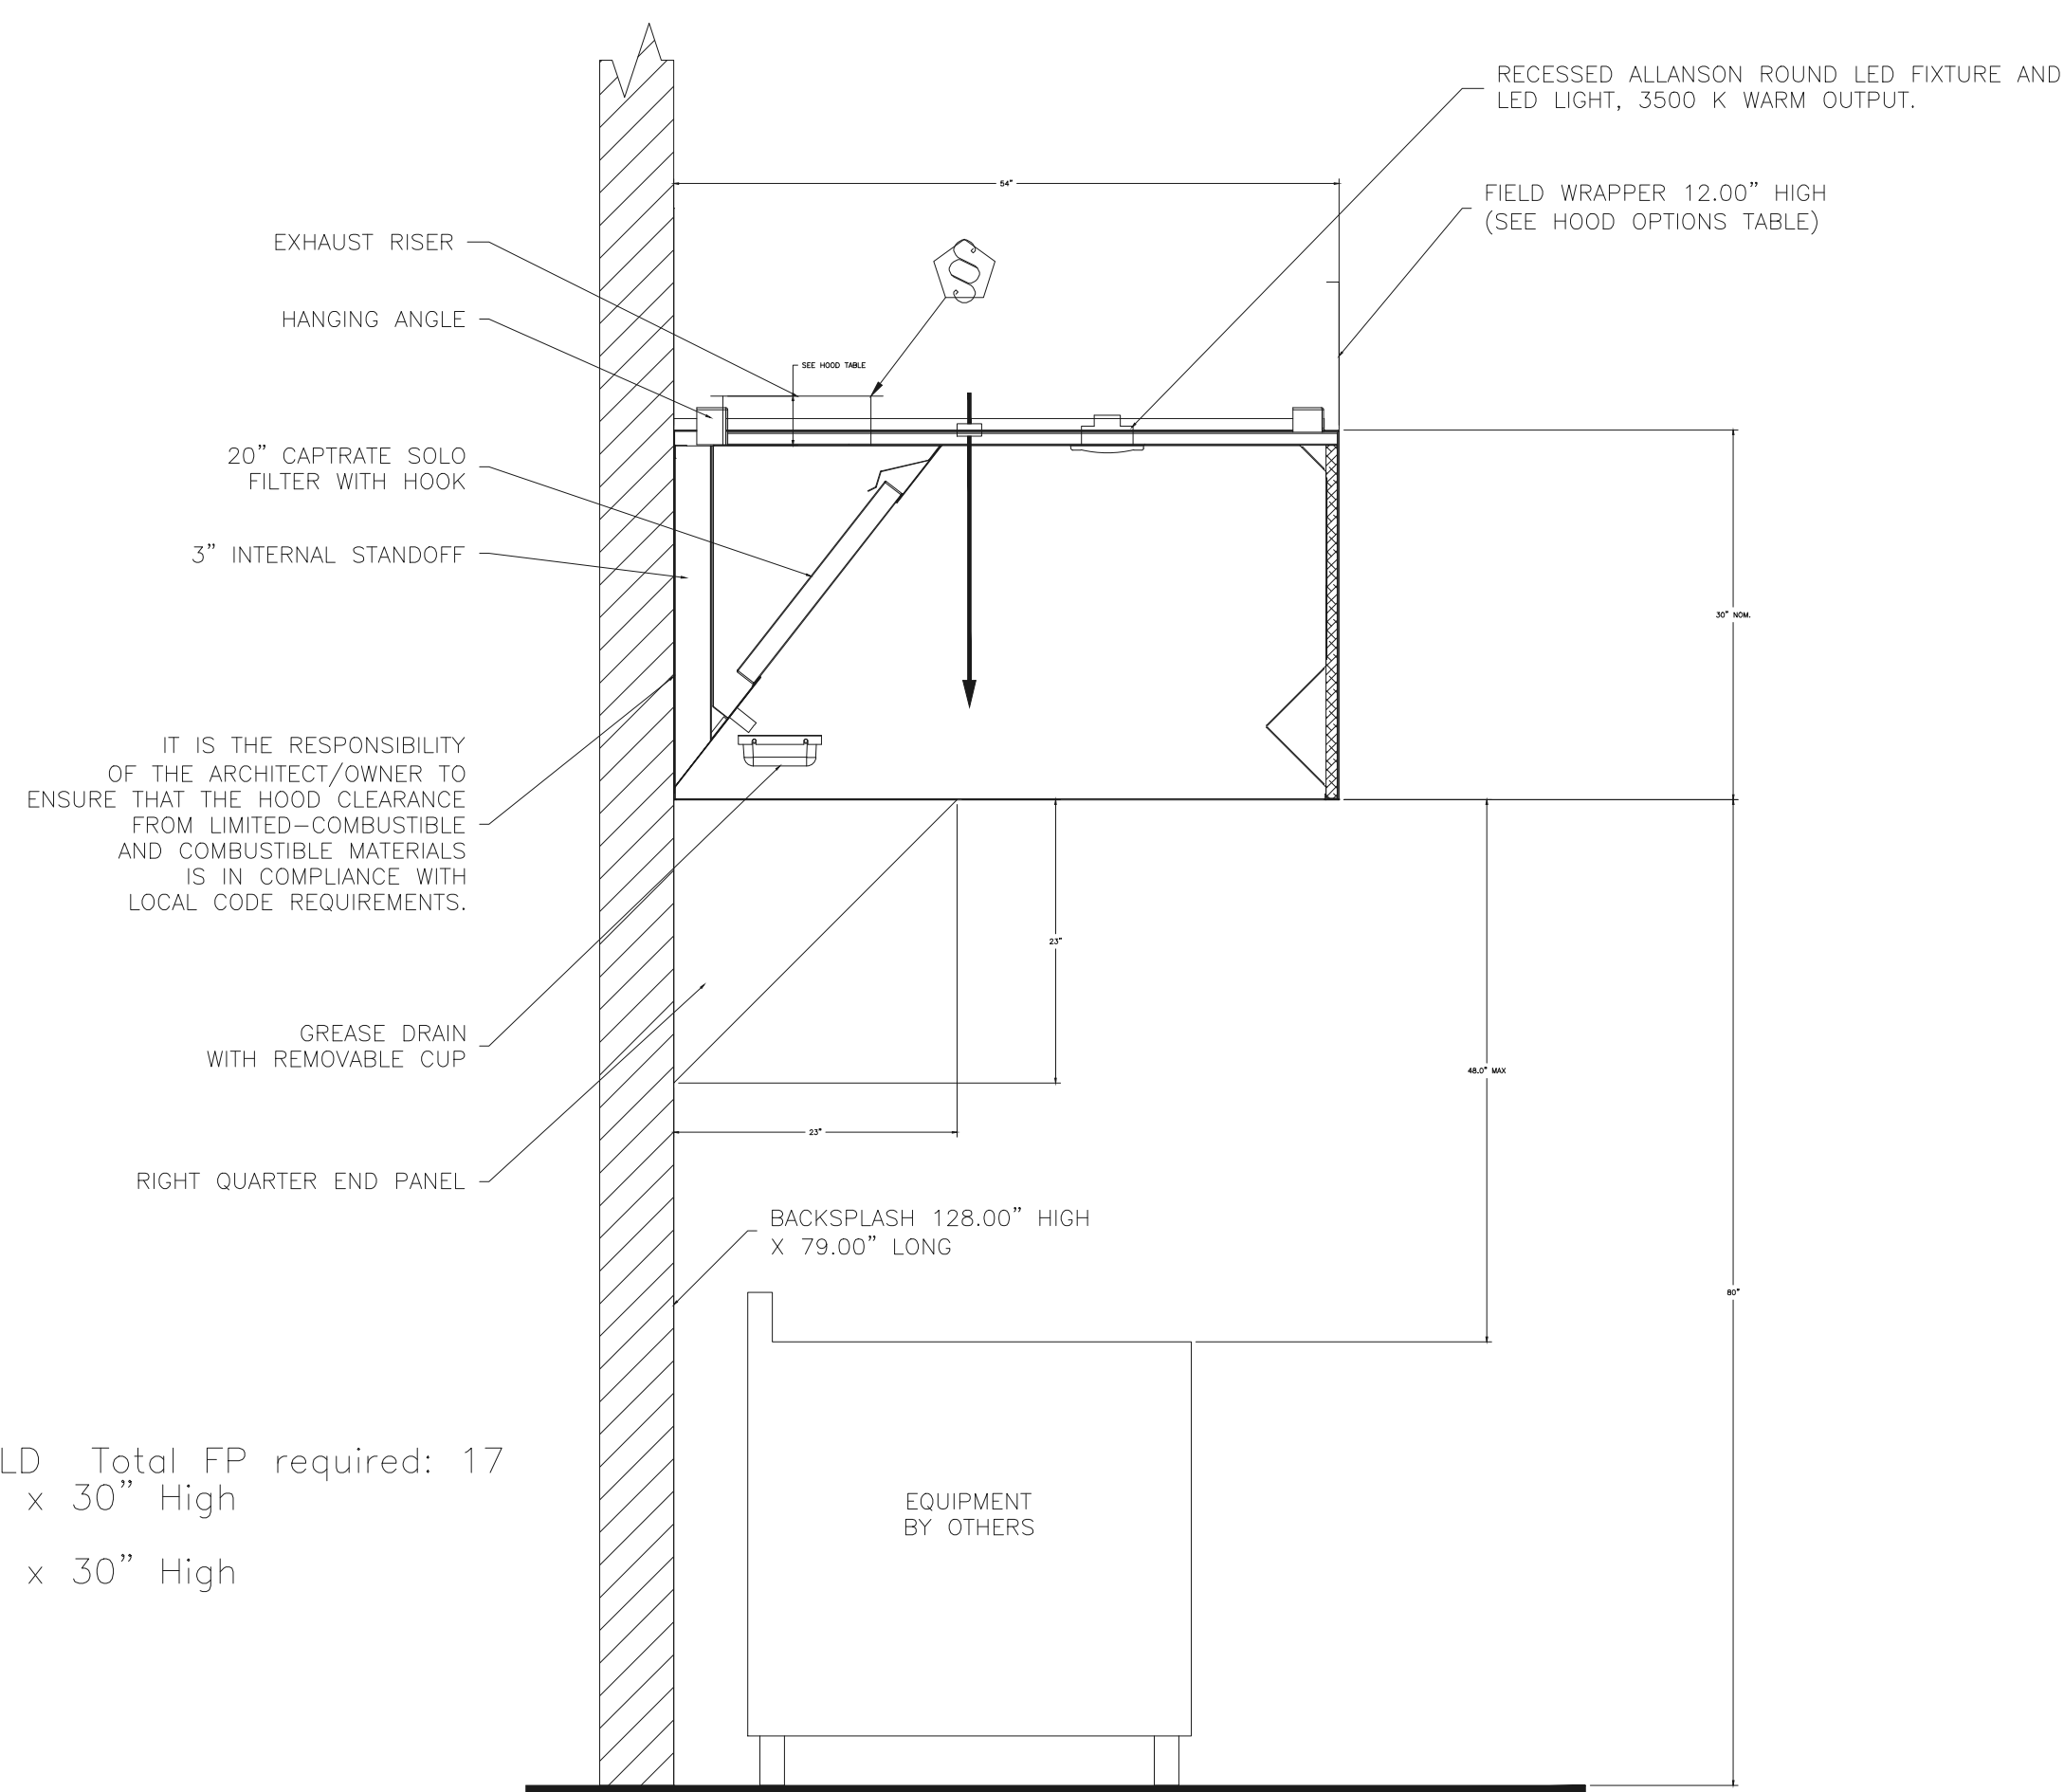 RECESSED ALLANSON ROUND LED FIXTURE AND
LED LIGHT, 3500 K WARM OUTPUT.
54"
FIELD WRAPPER 12.00" HIGH
(SEE HOOD OPTIONS TABLE)
EXHAUST RISER
HANGING ANGLE
SEE HOOD TABLE
20" CAPTRATE SOLO
FILTER WITH HOOK
3" INTERNAL STANDOFF
30" NOM.
IT IS THE RESPONSIBILITY
OF THE ARCHITECT/OWNER TO
ENSURE THAT THE HOOD CLEARANCE
FROM LIMITED-COMBUSTIBLE
AND COMBUSTIBLE MATERIALS
IS IN COMPLIANCE WITH
LOCAL CODE REQUIREMENTS.
23"
GREASE DRAIN
WITH REMOVABLE CUP
48.0" MAX
23"
RIGHT QUARTER END PANEL
BACKSPLASH 128.00" HIGH
X 79.00" LONG
80"
LD Total FP required: 17
x 30" High
x 30" High
EQUIPMENT
BY OTHERS